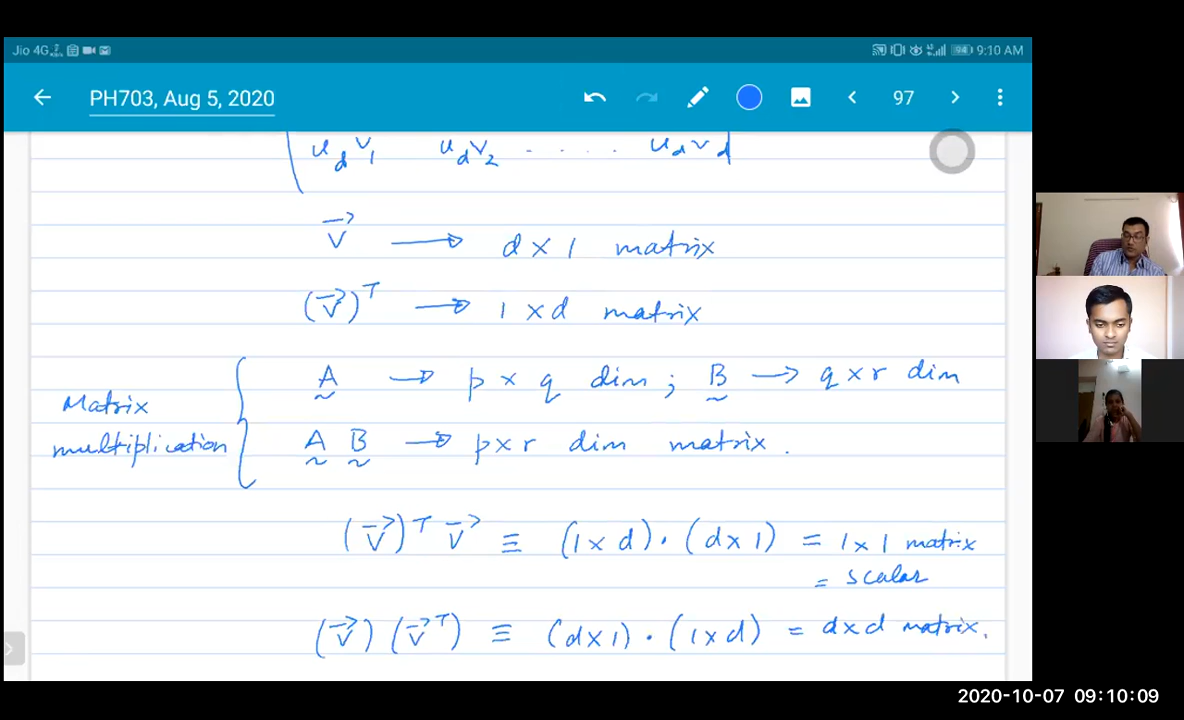 Jio 4G 94 9:10 AM
PH703, Aug 5, 2020 97
u_d v_1 u_d v_2 - . . . . u_d v_d
v⃗ → d × 1 matrix
(v⃗)^T → 1 × d matrix
A → p × q dim ; B → q × r dim
Matrix multiplication
A B → p × r dim matrix .
(v⃗)^T v⃗ ≡ (1 × d) . (d × 1) = 1 × 1 matrix
= scalar
(v⃗) (v⃗^T) ≡ (d × 1) . (1 × d) = d × d matrix.
2020-10-07 09:10:09